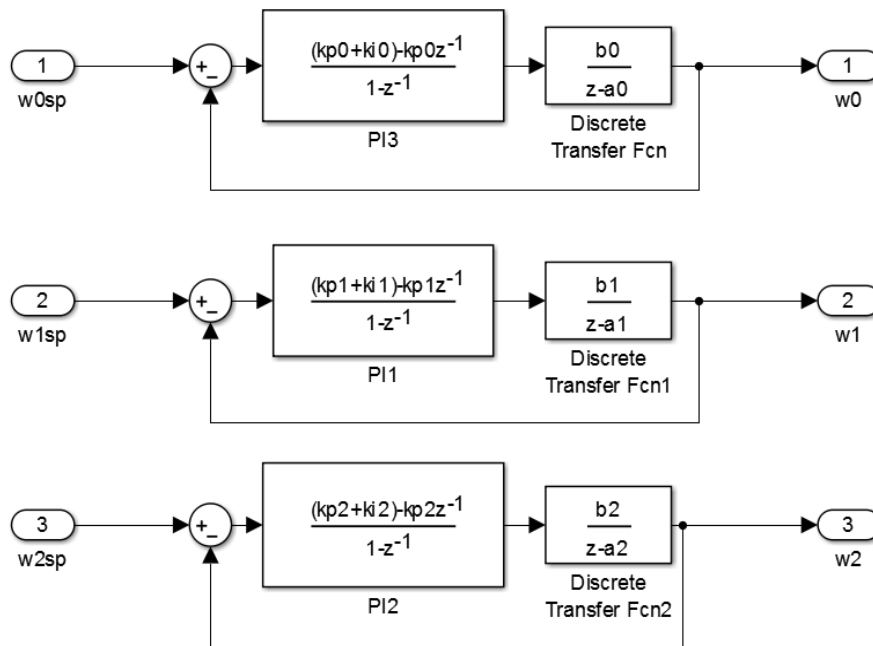 (kp0+ki0)-kp0z-1
1-z-1
b0
z-a0
1
+
-
1
w0sp
PI3
Discrete
Transfer Fcn
w0
(kp1+ki1)-kp1z-1
1-z-1
b1
z-a1
2
+
-
2
w1sp
PI1
Discrete
Transfer Fcn1
w1
(kp2+ki2)-kp2z-1
1-z-1
b2
z-a2
3
+
-
3
w2sp
PI2
Discrete
Transfer Fcn2
w2